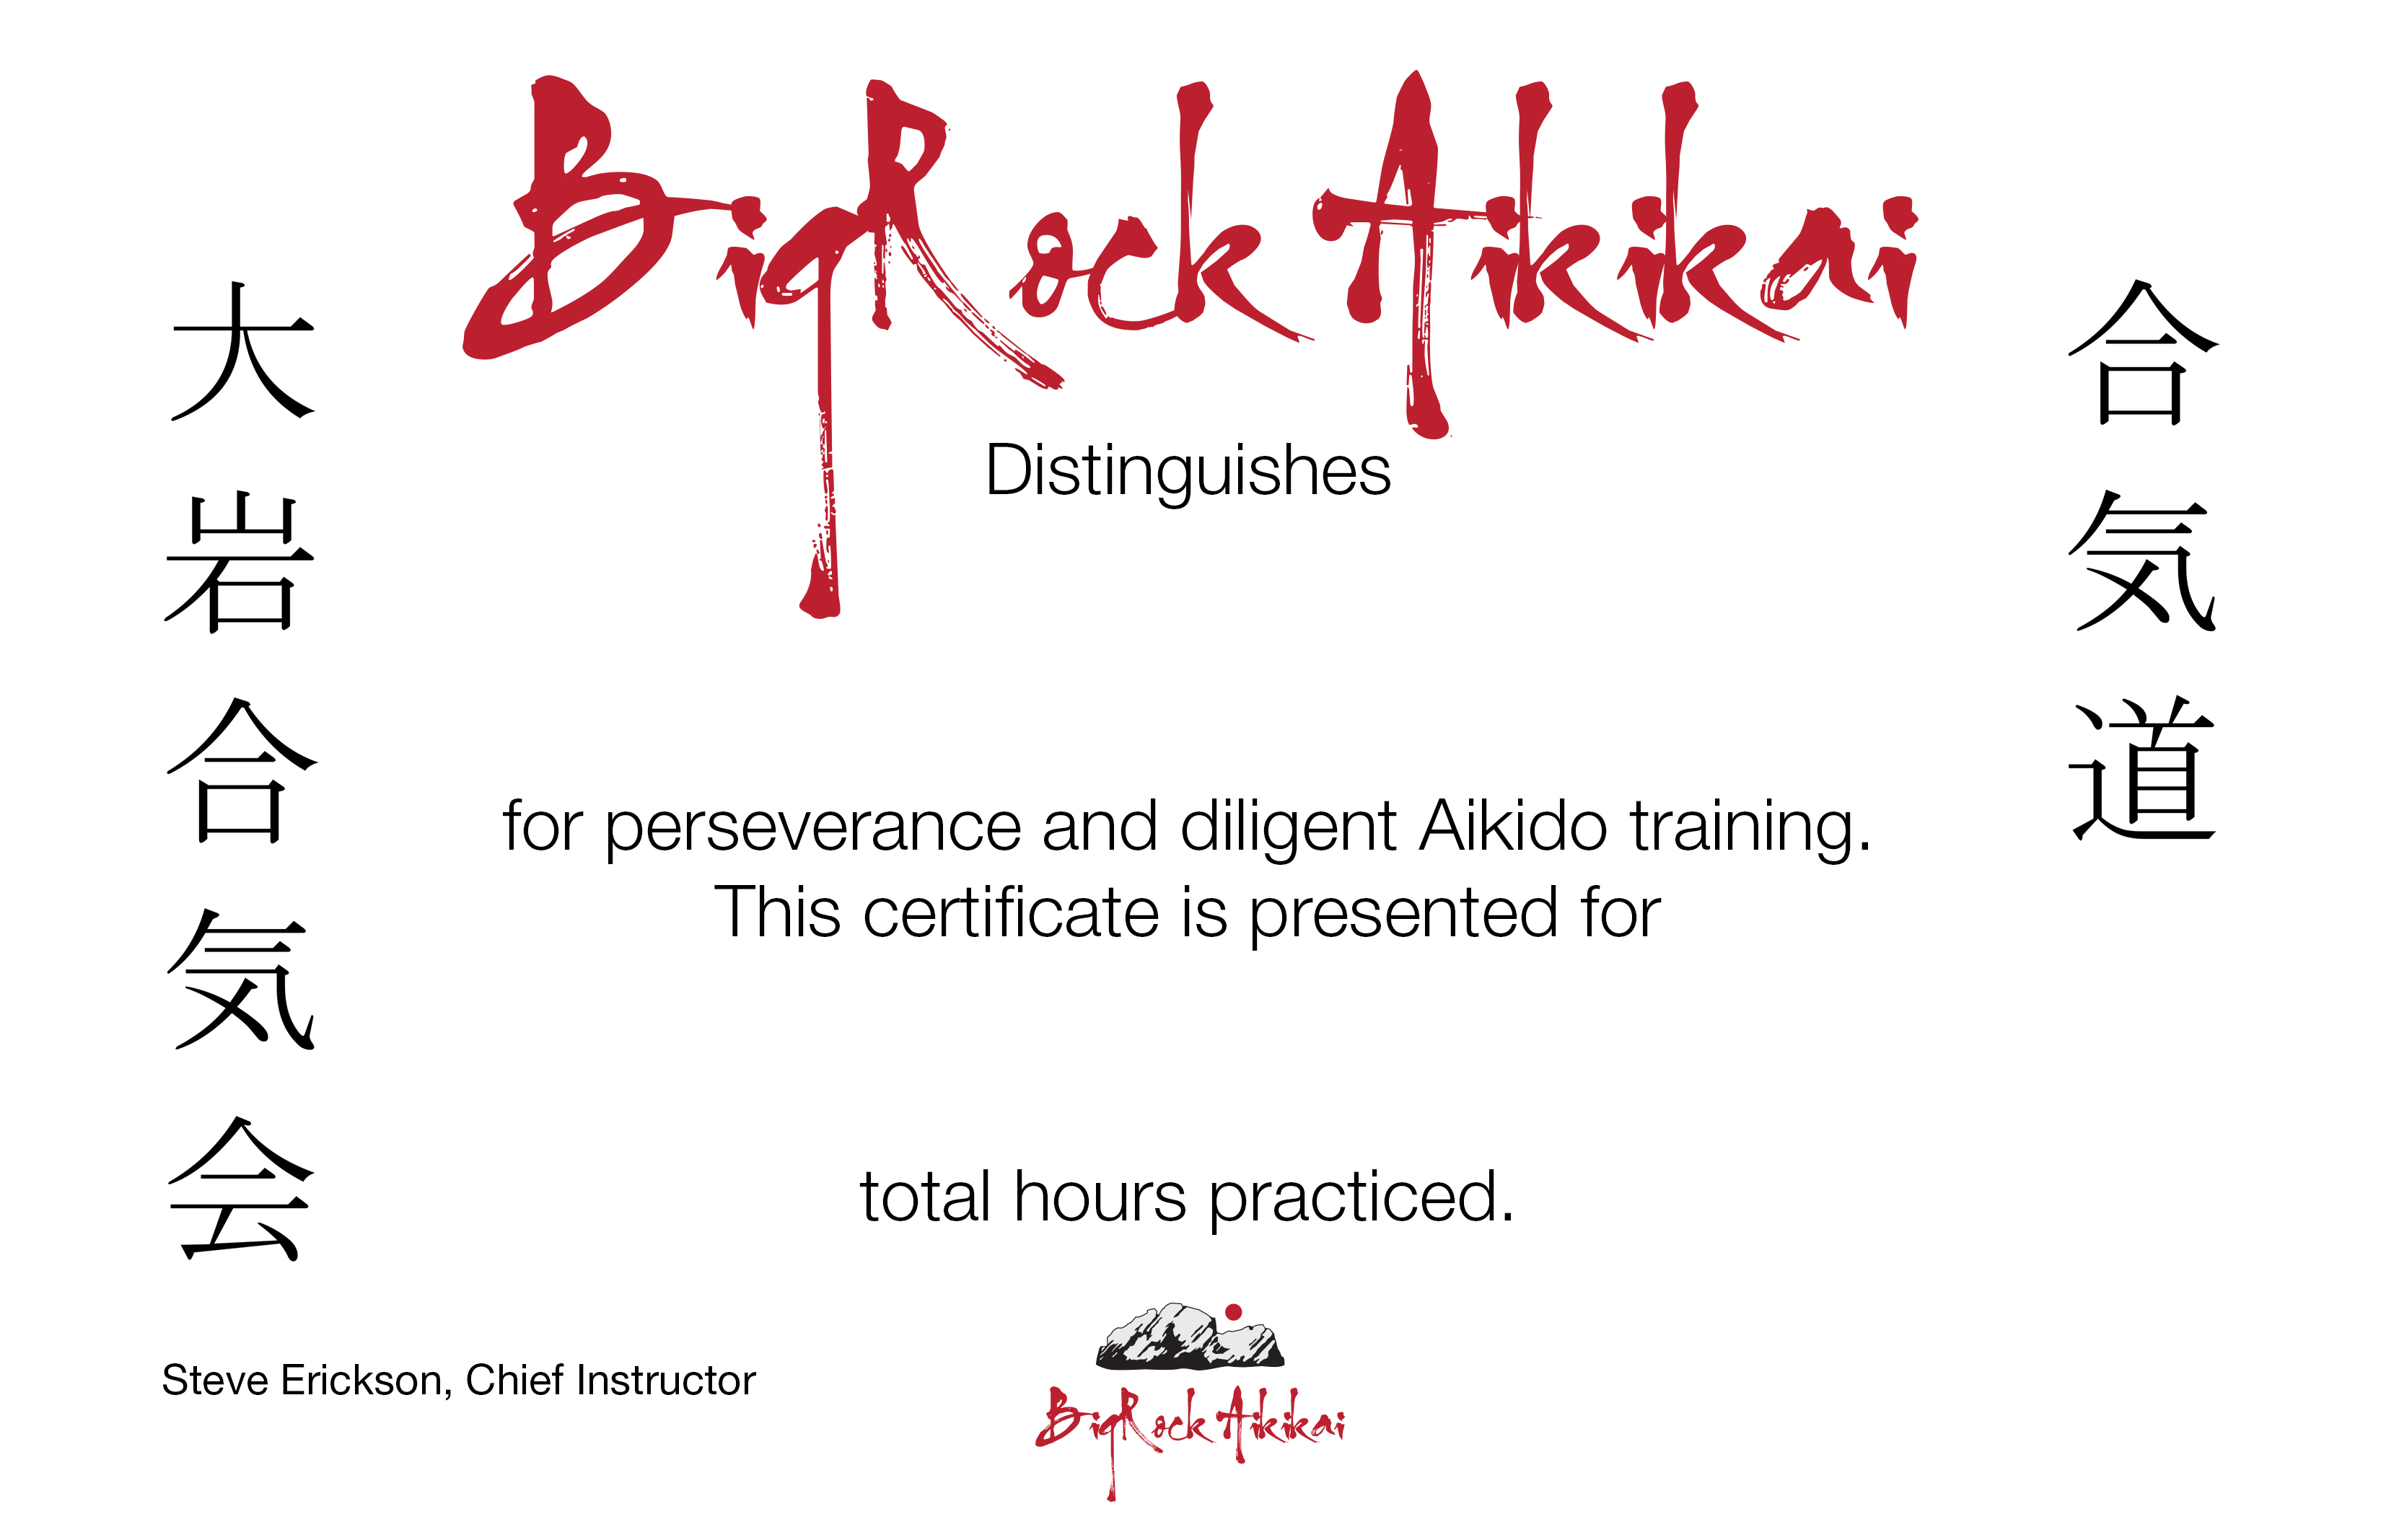 BigRock Aikikai
Distinguishes
大岩合気会
合気道
for perseverance and diligent Aikido training.
This certificate is presented for
total hours practiced.
Steve Erickson, Chief Instructor
BigRock Aikikai